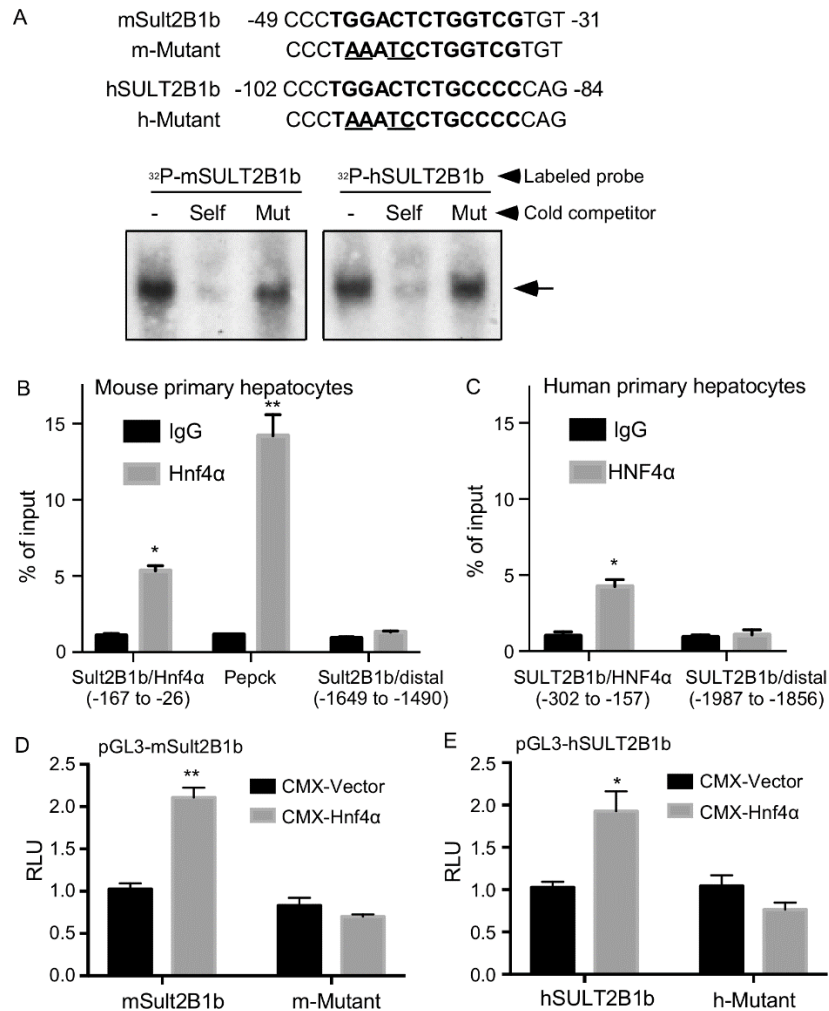 A
mSult2B1b -49 CCCTGGACTCTGGTCGTGT -31
m-Mutant CCCTAAATCCTGGTCGTGT
hSULT2B1b -102 CCCTGGACTCTGCCCCCAG -84
h-Mutant CCCTAAATCCTGCCCCCAG
32P-mSULT2B1b 32P-hSULT2B1b Labeled probe
- Self Mut - Self Mut Cold competitor
B Mouse primary hepatocytes
**
15
IgG
Hnf4α
10
% of input
*
5
0
Sult2B1b/Hnf4α Pepck Sult2B1b/distal
(-167 to -26) (-1649 to -1490)
C Human primary hepatocytes
15
IgG
HNF4α
10
% of input
*
5
0
SULT2B1b/HNF4α SULT2B1b/distal
(-302 to -157) (-1987 to -1856)
D pGL3-mSult2B1b
2.5
**
CMX-Vector
2.0
CMX-Hnf4α
1.5
RLU
1.0
0.5
0.0
mSult2B1b m-Mutant
E pGL3-hSULT2B1b
2.5
*
CMX-Vector
2.0
CMX-Hnf4α
1.5
RLU
1.0
0.5
0.0
hSULT2B1b h-Mutant